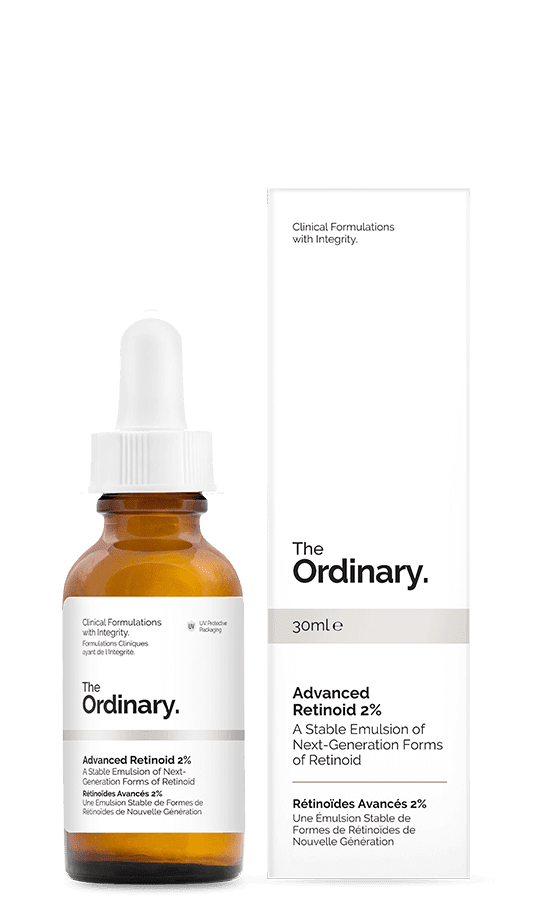 Clinical Formulations
with Integrity.
The
Ordinary.
30ml ℮
Advanced
Retinoid 2%
A Stable Emulsion of
Next-Generation Forms
of Retinoid
Rétinoïdes Avancés 2%
Une Émulsion Stable de
Formes de Rétinoïdes de
Nouvelle Génération
Clinical Formulations
with Integrity.
Formulations Cliniques
ayant de l'Intégrité.
UV
UV Protective
Packaging
The
Ordinary.
Advanced Retinoid 2%
A Stable Emulsion of Next-
Generation Forms of Retinoid
Rétinoïdes Avancés 2%
Une Émulsion Stable de Formes de
Rétinoïdes de Nouvelle Génération